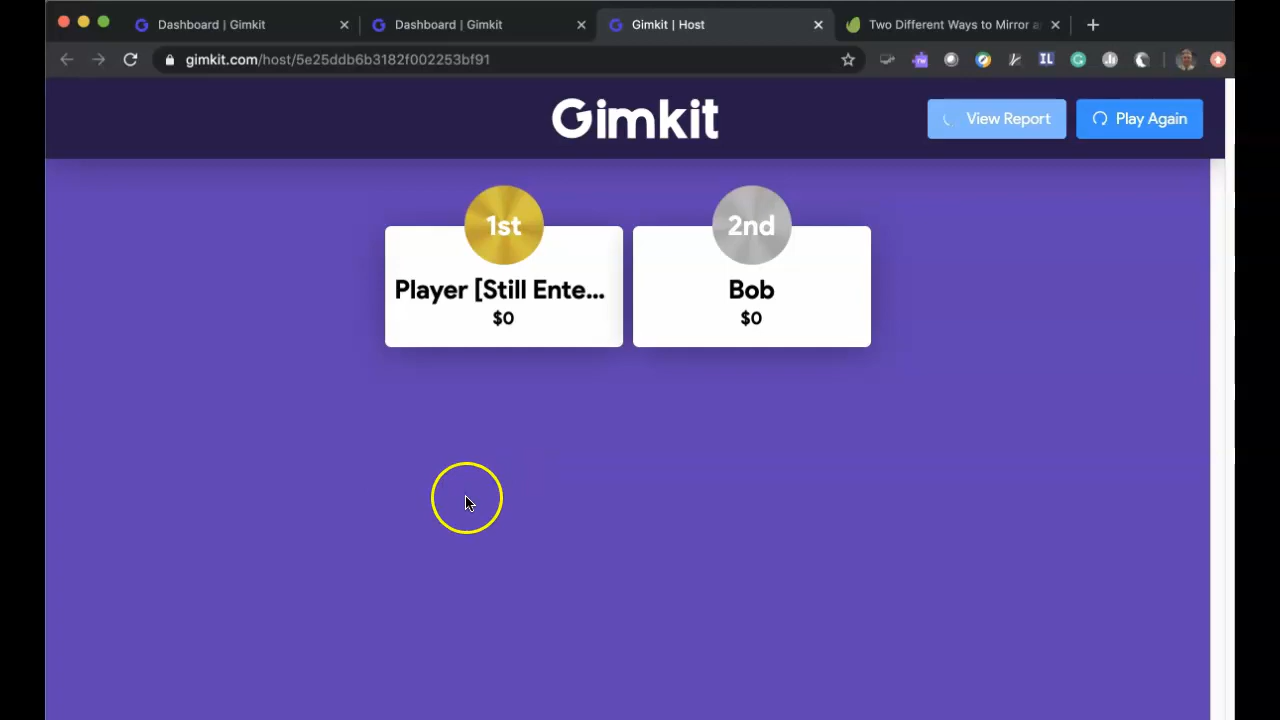 Dashboard | Gimkit
Dashboard | Gimkit
Gimkit | Host
Two Different Ways to Mirror a
gimkit.com/host/5e25ddb6b3182f002253bf91
IL
Gimkit
View Report
Play Again
1st
2nd
Player [Still Ente...
Bob
$0
$0